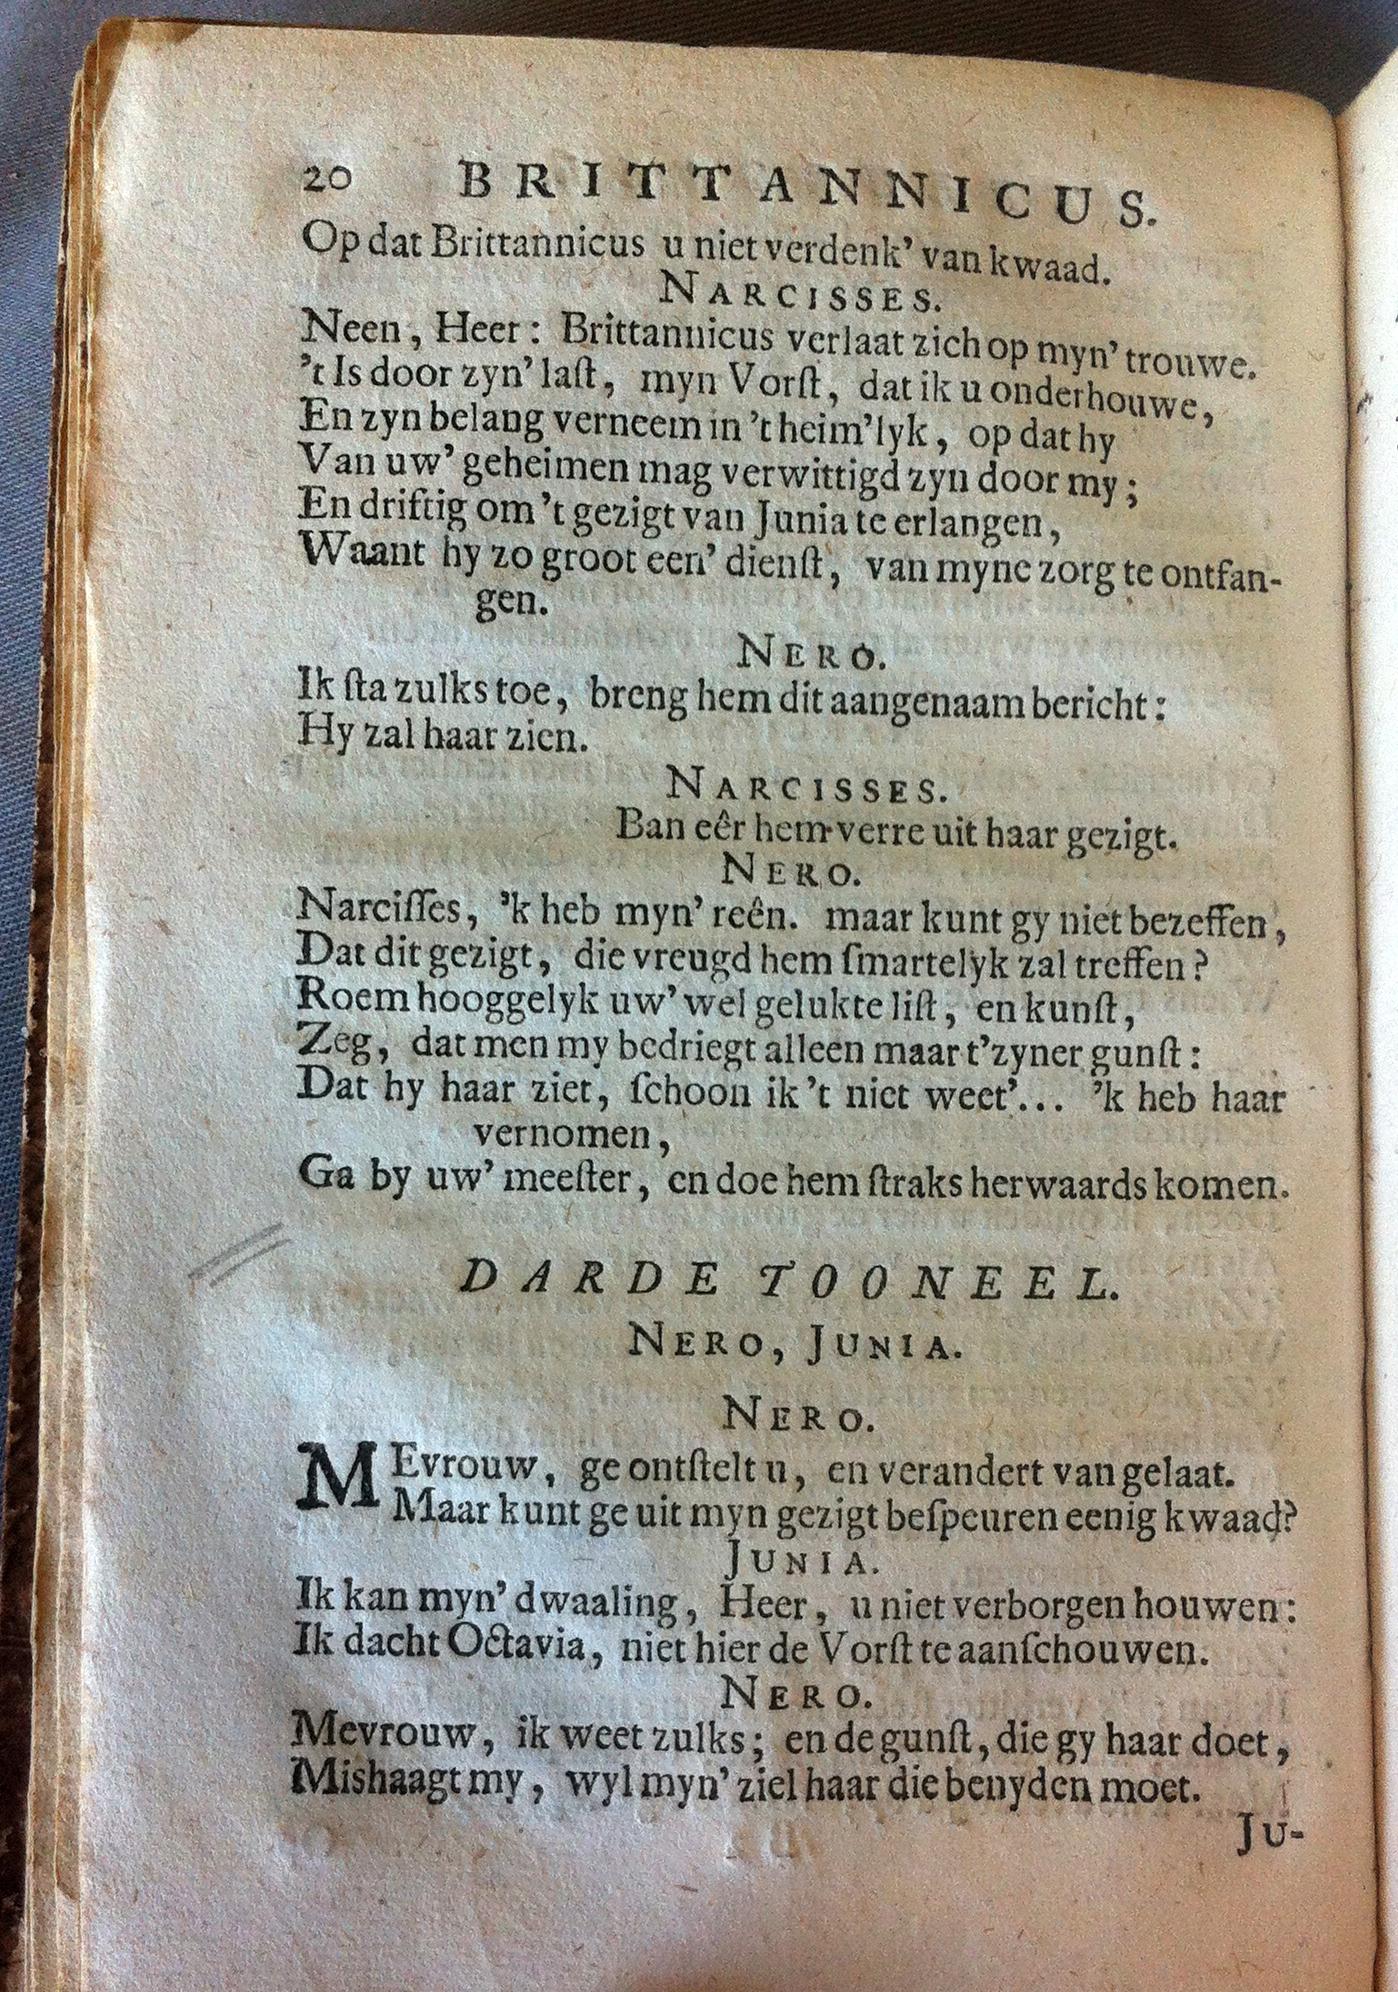 20 BRITTANNICUS.
Op dat Brittannicus u niet verdenk’ van kwaad.
NARCISSES.
Neen, Heer: Brittannicus verlaat zich op myn’ trouwe.
’t Is door zyn’ laſt, myn Vorſt, dat ik u onderhouwe,
En zyn belang verneem in ’t heim’lyk, op dat hy
Van uw’ geheimen mag verwittigd zyn door my;
En driftig om ’t gezigt van Junia te erlangen,
Waant hy zo groot een’ dienſt, van myne zorg te ontfan-
gen.
NERO.
Ik ſta zulks toe, breng hem dit aangenaam bericht:
Hy zal haar zien.
NARCISSES.
Ban eêr hem verre uit haar gezigt.
NERO.
Narciſſes, ’k heb myn’ reên. maar kunt gy niet bezeffen,
Dat dit gezigt, die vreugd hem ſmartelyk zal treffen?
Roem hooggelyk uw’ wel gelukte liſt, en kunſt,
Zeg, dat men my bedriegt alleen maar t’zyner gunſt:
Dat hy haar ziet, ſchoon ik ’t niet weet’... ’k heb haar
vernomen,
Ga by uw’ meeſter, en doe hem ſtraks herwaards komen.
DARDE TOONEEL.
NERO, JUNIA.
NERO.
MEvrouw, ge ontſtelt u, en verandert van gelaat.
Maar kunt ge uit myn gezigt beſpeuren eenig kwaad?
JUNIA.
Ik kan myn’ dwaaling, Heer, u niet verborgen houwen:
Ik dacht Octavia, niet hier de Vorſt te aanſchouwen.
NERO.
Mevrouw, ik weet zulks; en de gunſt, die gy haar doet,
Mishaagt my, wyl myn’ ziel haar die benyden moet.
JU-